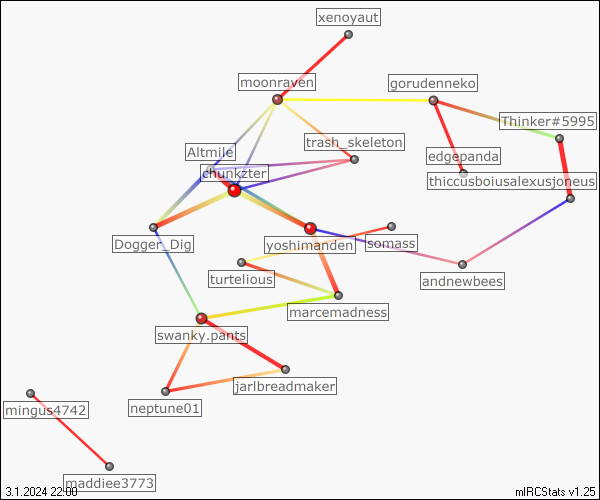 xenoyaut
moonraven
gorudenneko
Thinker#5995
trash_skeleton
Altmile
edgepanda
chunkzter
thiccusboiusalexusjoneus
Dogger_Dig
yoshimanden
somass
turtelious
andnewbees
marcemadness
swanky.pants
jarlbreadmaker
neptune01
mingus4742
maddiee3773
3.1.2024 22:00
mIRCStats v1.25